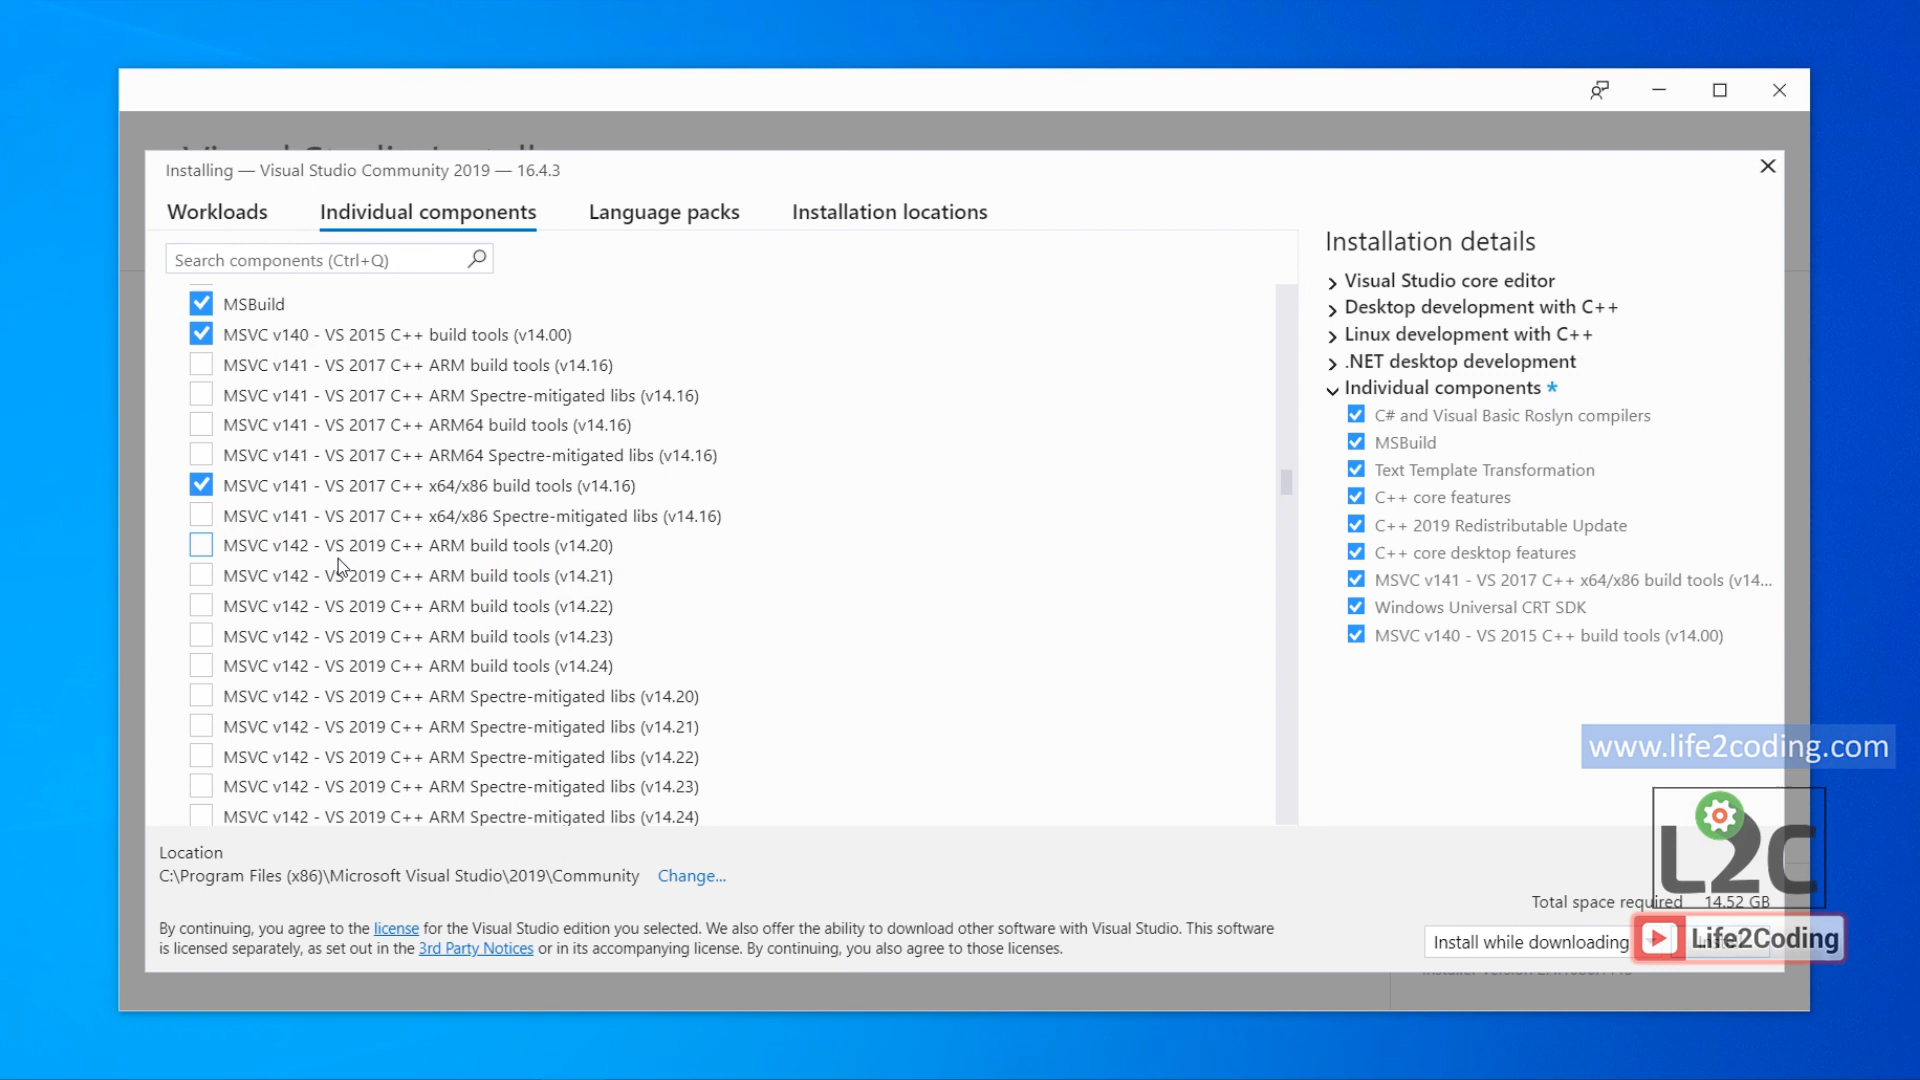 Installing — Visual Studio Community 2019 — 16.4.3
Workloads
Individual components
Language packs
Installation locations
Search components (Ctrl+Q)
MSBuild
MSVC v140 - VS 2015 C++ build tools (v14.00)
MSVC v141 - VS 2017 C++ ARM build tools (v14.16)
MSVC v141 - VS 2017 C++ ARM Spectre-mitigated libs (v14.16)
MSVC v141 - VS 2017 C++ ARM64 build tools (v14.16)
MSVC v141 - VS 2017 C++ ARM64 Spectre-mitigated libs (v14.16)
MSVC v141 - VS 2017 C++ x64/x86 build tools (v14.16)
MSVC v141 - VS 2017 C++ x64/x86 Spectre-mitigated libs (v14.16)
MSVC v142 - VS 2019 C++ ARM build tools (v14.20)
MSVC v142 - VS 2019 C++ ARM build tools (v14.21)
MSVC v142 - VS 2019 C++ ARM build tools (v14.22)
MSVC v142 - VS 2019 C++ ARM build tools (v14.23)
MSVC v142 - VS 2019 C++ ARM build tools (v14.24)
MSVC v142 - VS 2019 C++ ARM Spectre-mitigated libs (v14.20)
MSVC v142 - VS 2019 C++ ARM Spectre-mitigated libs (v14.21)
MSVC v142 - VS 2019 C++ ARM Spectre-mitigated libs (v14.22)
MSVC v142 - VS 2019 C++ ARM Spectre-mitigated libs (v14.23)
MSVC v142 - VS 2019 C++ ARM Spectre-mitigated libs (v14.24)
Installation details
Visual Studio core editor
Desktop development with C++
Linux development with C++
.NET desktop development
Individual components *
C# and Visual Basic Roslyn compilers
MSBuild
Text Template Transformation
C++ core features
C++ 2019 Redistributable Update
C++ core desktop features
MSVC v141 - VS 2017 C++ x64/x86 build tools (v14...
Windows Universal CRT SDK
MSVC v140 - VS 2015 C++ build tools (v14.00)
www.life2coding.com
L2C
Location
C:\Program Files (x86)\Microsoft Visual Studio\2019\Community Change...
Total space required 14.52 GB
By continuing, you agree to the license for the Visual Studio edition you selected. We also offer the ability to download other software with Visual Studio. This software
is licensed separately, as set out in the 3rd Party Notices or in its accompanying license. By continuing, you also agree to those licenses.
Install while downloading
Life2Coding